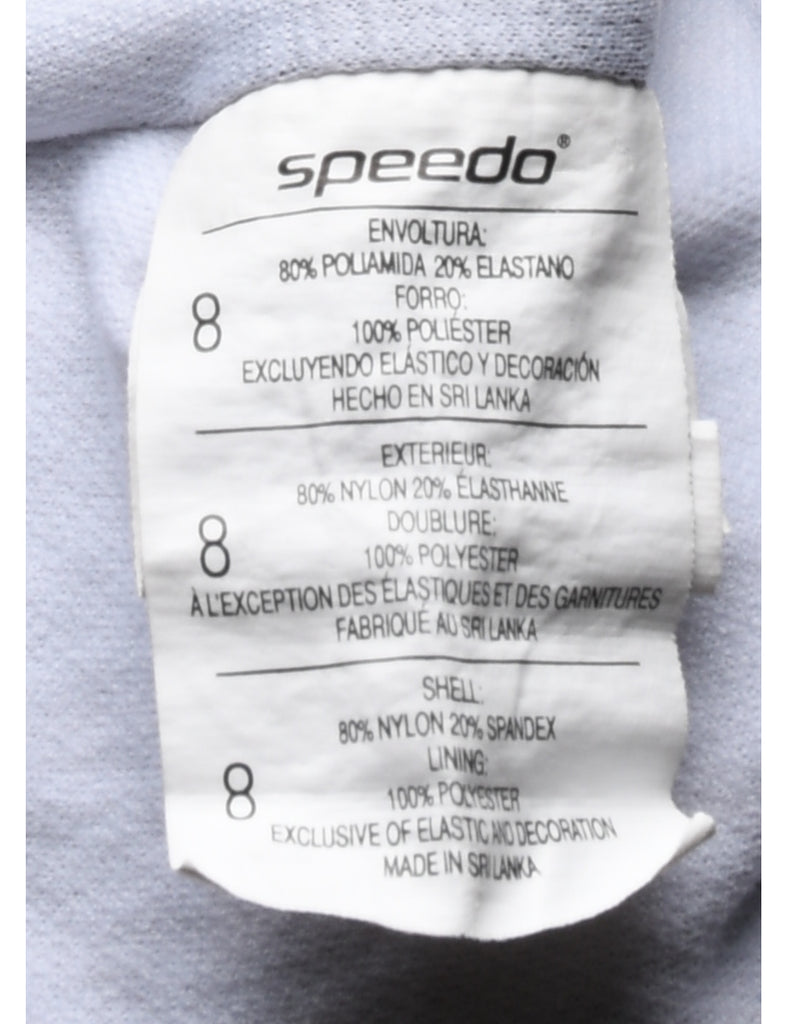 speedo®
ENVOLTURA:
80% POLIAMIDA 20% ELASTANO
FORRO:
8
100% POLIÉSTER
EXCLUYENDO ELÁSTICO Y DECORACIÓN
HECHO EN SRI LANKA
EXTERIEUR:
80% NYLON 20% ÉLASTHANNE
DOUBLURE:
8
100% POLYESTER
À L'EXCEPTION DES ÉLASTIQUES ET DES GARNITURES
FABRIQUÉ AU SRI LANKA
SHELL:
80% NYLON 20% SPANDEX
LINING:
8
100% POLYESTER
EXCLUSIVE OF ELASTIC AND DECORATION
MADE IN SRI LANKA